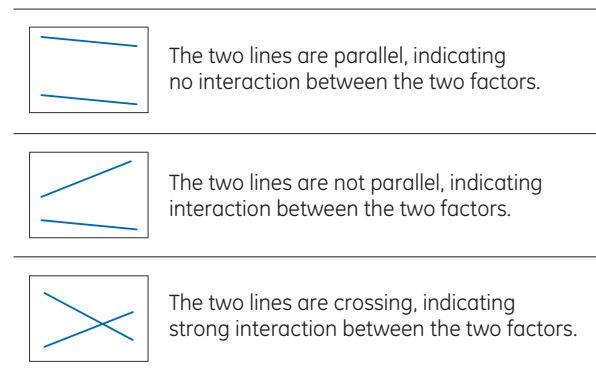 The two lines are parallel, indicating
no interaction between the two factors.
The two lines are not parallel, indicating
interaction between the two factors.
The two lines are crossing, indicating
strong interaction between the two factors.